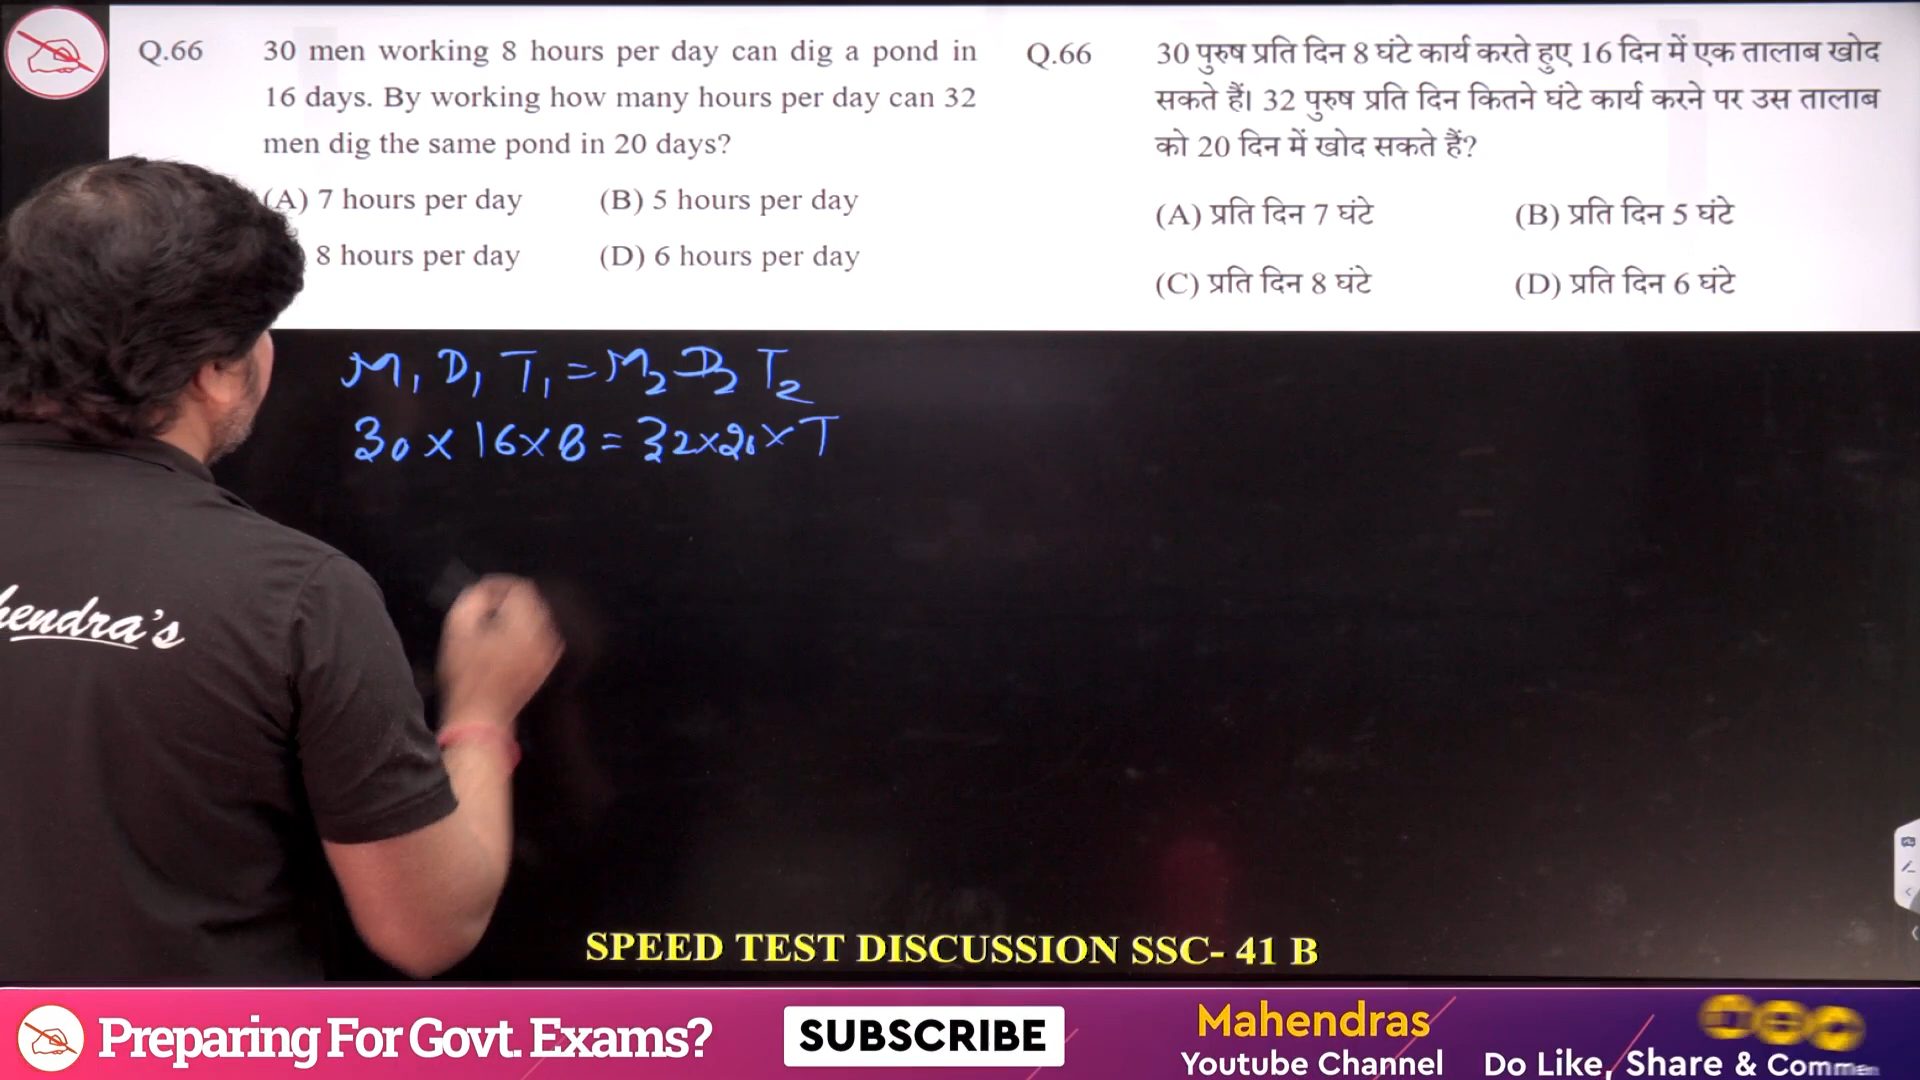 Q.66 30 men working 8 hours per day can dig a pond in
16 days. By working how many hours per day can 32
men dig the same pond in 20 days?
(A) 7 hours per day (B) 5 hours per day
8 hours per day (D) 6 hours per day
Q.66 30 पुरुष प्रति दिन 8 घंटे कार्य करते हुए 16 दिन में एक तालाब खोद
सकते हैं। 32 पुरुष प्रति दिन कितने घंटे कार्य करने पर उस तालाब
को 20 दिन में खोद सकते हैं?
(A) प्रति दिन 7 घंटे (B) प्रति दिन 5 घंटे
(C) प्रति दिन 8 घंटे (D) प्रति दिन 6 घंटे
M₁ D₁ T₁ = M₂ D₂ T₂
30 × 16 × 8 = 32 × 20 × T
hendra's
SPEED TEST DISCUSSION SSC- 41 B
Preparing For Govt. Exams?
SUBSCRIBE
Mahendras
Youtube Channel
Do Like, Share & Commen